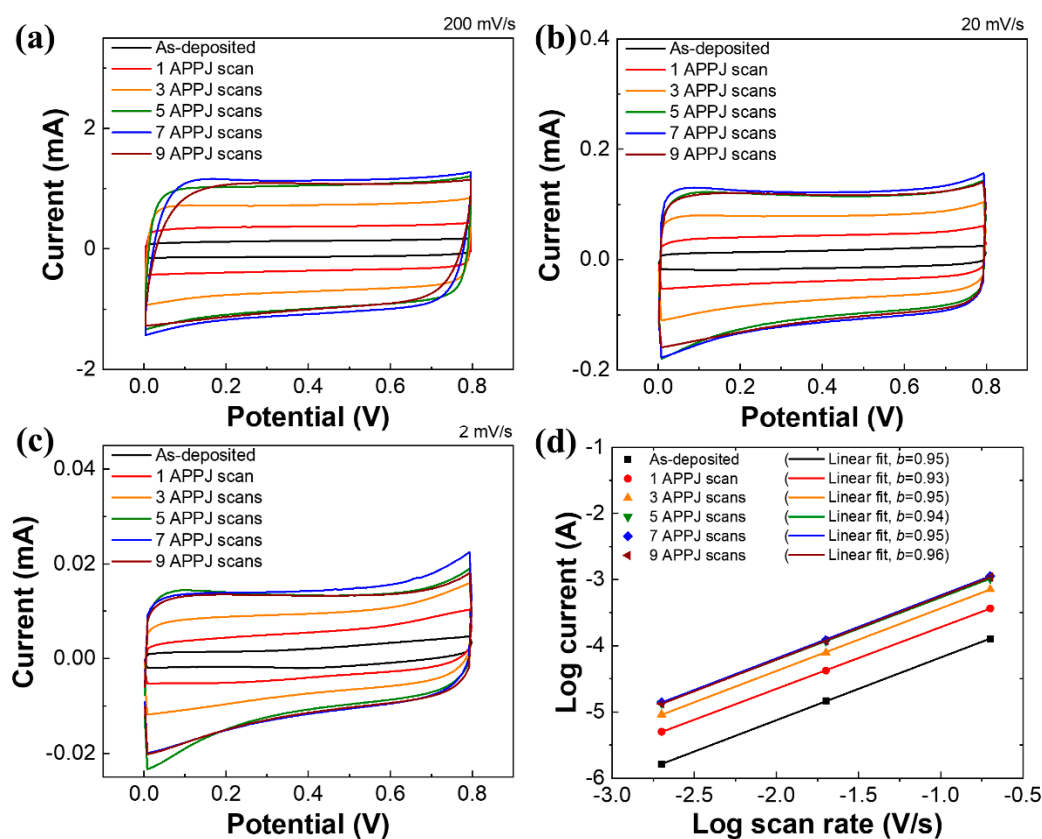 (a)
200 mV/s
As-deposited
1 APPJ scan
3 APPJ scans
5 APPJ scans
7 APPJ scans
9 APPJ scans
2
0
-2
Current (mA)
0.0 0.2 0.4 0.6 0.8
Potential (V)
(b)
20 mV/s
As-deposited
1 APPJ scan
3 APPJ scans
5 APPJ scans
7 APPJ scans
9 APPJ scans
0.4
0.2
0.0
-0.2
Current (mA)
0.0 0.2 0.4 0.6 0.8
Potential (V)
(c)
2 mV/s
As-deposited
1 APPJ scan
3 APPJ scans
5 APPJ scans
7 APPJ scans
9 APPJ scans
0.04
0.02
0.00
-0.02
Current (mA)
0.0 0.2 0.4 0.6 0.8
Potential (V)
(d)
As-deposited ( Linear fit, b=0.95)
1 APPJ scan ( Linear fit, b=0.93)
3 APPJ scans ( Linear fit, b=0.95)
5 APPJ scans ( Linear fit, b=0.94)
7 APPJ scans ( Linear fit, b=0.95)
9 APPJ scans ( Linear fit, b=0.96)
-1
-2
-3
-4
-5
-6
Log current (A)
-3.0 -2.5 -2.0 -1.5 -1.0 -0.5
Log scan rate (V/s)